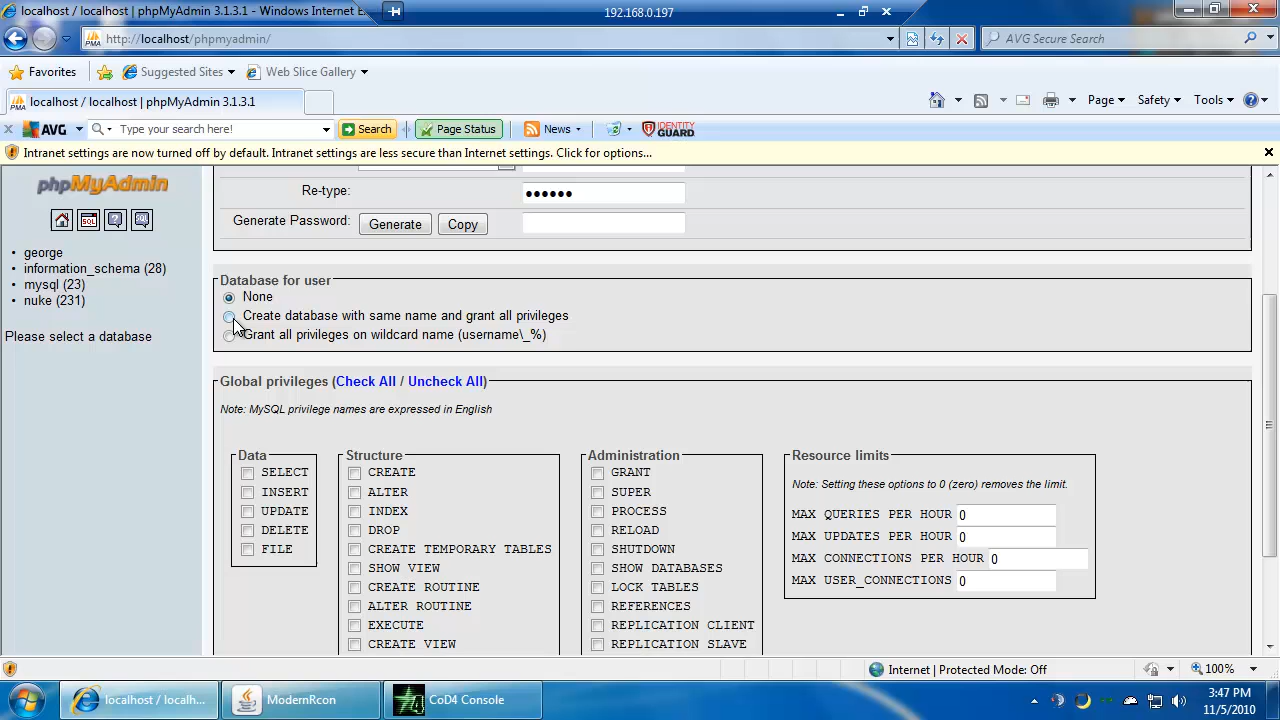 localhost / localhost | phpMyAdmin 3.1.3.1 - Windows Internet E
192.168.0.197
http://localhost/phpmyadmin/
AVG Secure Search
Favorites
Suggested Sites
Web Slice Gallery
localhost / localhost | phpMyAdmin 3.1.3.1
Page
Safety
Tools
AVG
Type your search here!
Search
Page Status
News
IDENTITY GUARD
Intranet settings are now turned off by default. Intranet settings are less secure than Internet settings. Click for options...
phpMyAdmin
SQL
george
information_schema (28)
mysql (23)
nuke (231)
Please select a database
Re-type:
Generate Password:
Generate
Copy
Database for user
None
Create database with same name and grant all privileges
Grant all privileges on wildcard name (username\_%)
Global privileges (Check All / Uncheck All)
Note: MySQL privilege names are expressed in English
Data
SELECT
INSERT
UPDATE
DELETE
FILE
Structure
CREATE
ALTER
INDEX
DROP
CREATE TEMPORARY TABLES
SHOW VIEW
CREATE ROUTINE
ALTER ROUTINE
EXECUTE
CREATE VIEW
Administration
GRANT
SUPER
PROCESS
RELOAD
SHUTDOWN
SHOW DATABASES
LOCK TABLES
REFERENCES
REPLICATION CLIENT
REPLICATION SLAVE
Resource limits
Note: Setting these options to 0 (zero) removes the limit.
MAX QUERIES PER HOUR 0
MAX UPDATES PER HOUR 0
MAX CONNECTIONS PER HOUR 0
MAX USER_CONNECTIONS 0
Internet | Protected Mode: Off
100%
localhost / localh...
ModernRcon
CoD4 Console
3:47 PM
11/5/2010